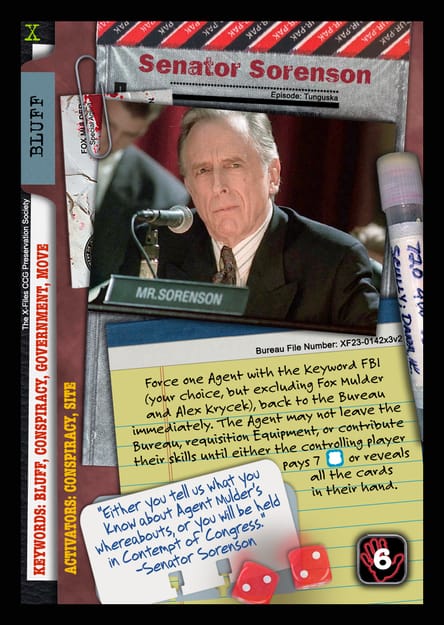 X
BLUFF
Senator Sorenson
Episode: Tunguska
FOX MULDER
Special Agent
MR.SORENSON
The X-Files CCG Preservation Society
KEYWORDS: BLUFF, CONSPIRACY, GOVERNMENT, MOVE
ACTIVATORS: CONSPIRACY, SITE
Bureau File Number: XF23-0142x3v2
Force one Agent with the Keyword FBI
(your choice, but excluding Fox Mulder
and Alex Krycek), back to the Bureau
immediately. The Agent may not leave the
Bureau, requisition Equipment, or contribute
their skills until either the controlling player
pays 7 or reveals
all the cards
in their hand.
"Either you tell us what you
know about Agent Mulder's
whereabouts, or you will be held
in Contempt of Congress."
-Senator Sorenson
6